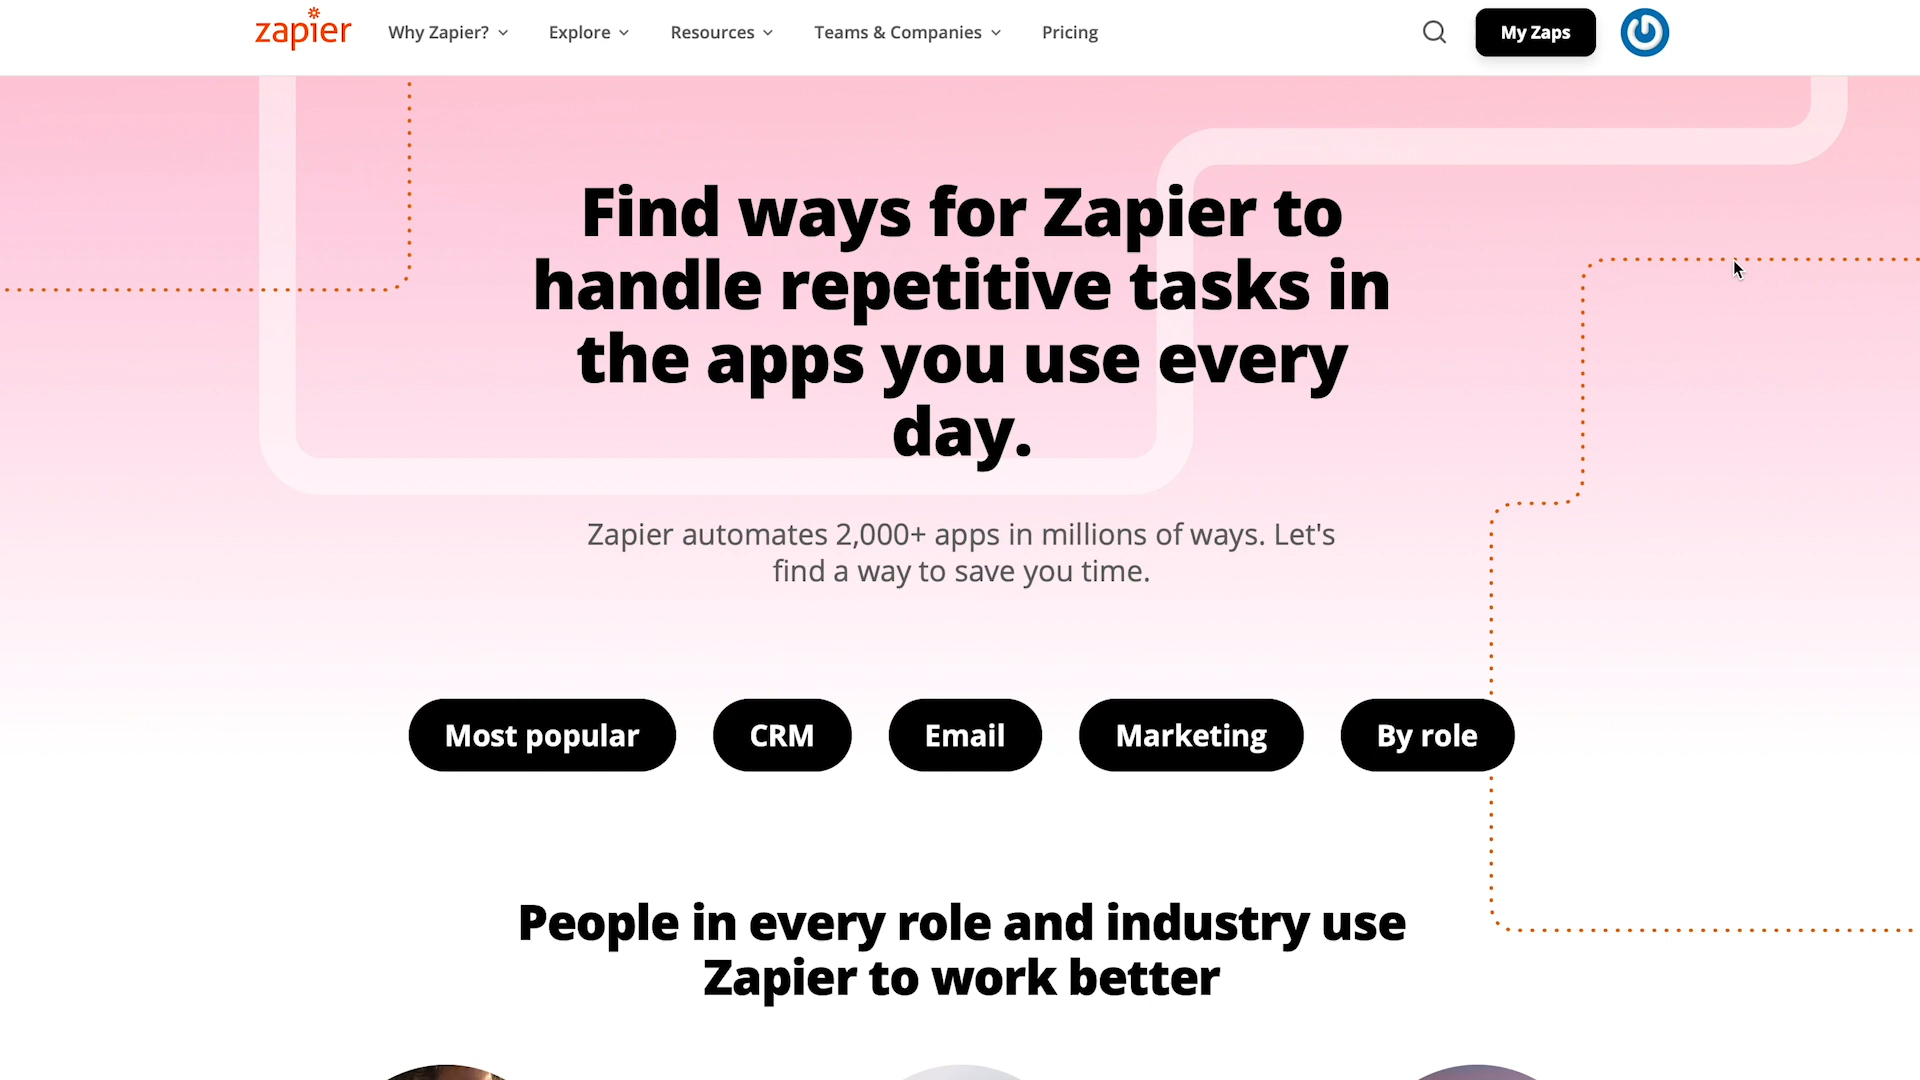 zapier
Why Zapier?
Explore
Resources
Teams & Companies
Pricing
My Zaps
Find ways for Zapier to
handle repetitive tasks in
the apps you use every
day.
Zapier automates 2,000+ apps in millions of ways. Let's
find a way to save you time.
Most popular
CRM
Email
Marketing
By role
People in every role and industry use
Zapier to work better